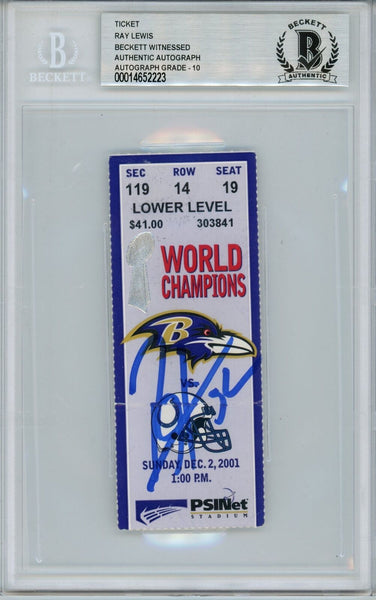 TICKET
RAY LEWIS
BECKETT WITNESSED
AUTHENTIC AUTOGRAPH
AUTOGRAPH GRADE - 10
00014652223
B
BECKETT
B
BECKETT
AUTHENTIC
SEC ROW SEAT
119 14 19
LOWER LEVEL
$41.00 303841
WORLD
CHAMPIONS
B
VS.
SUNDAY, DEC. 2, 2001
1:00 P.M.
PSINet
STADIUM